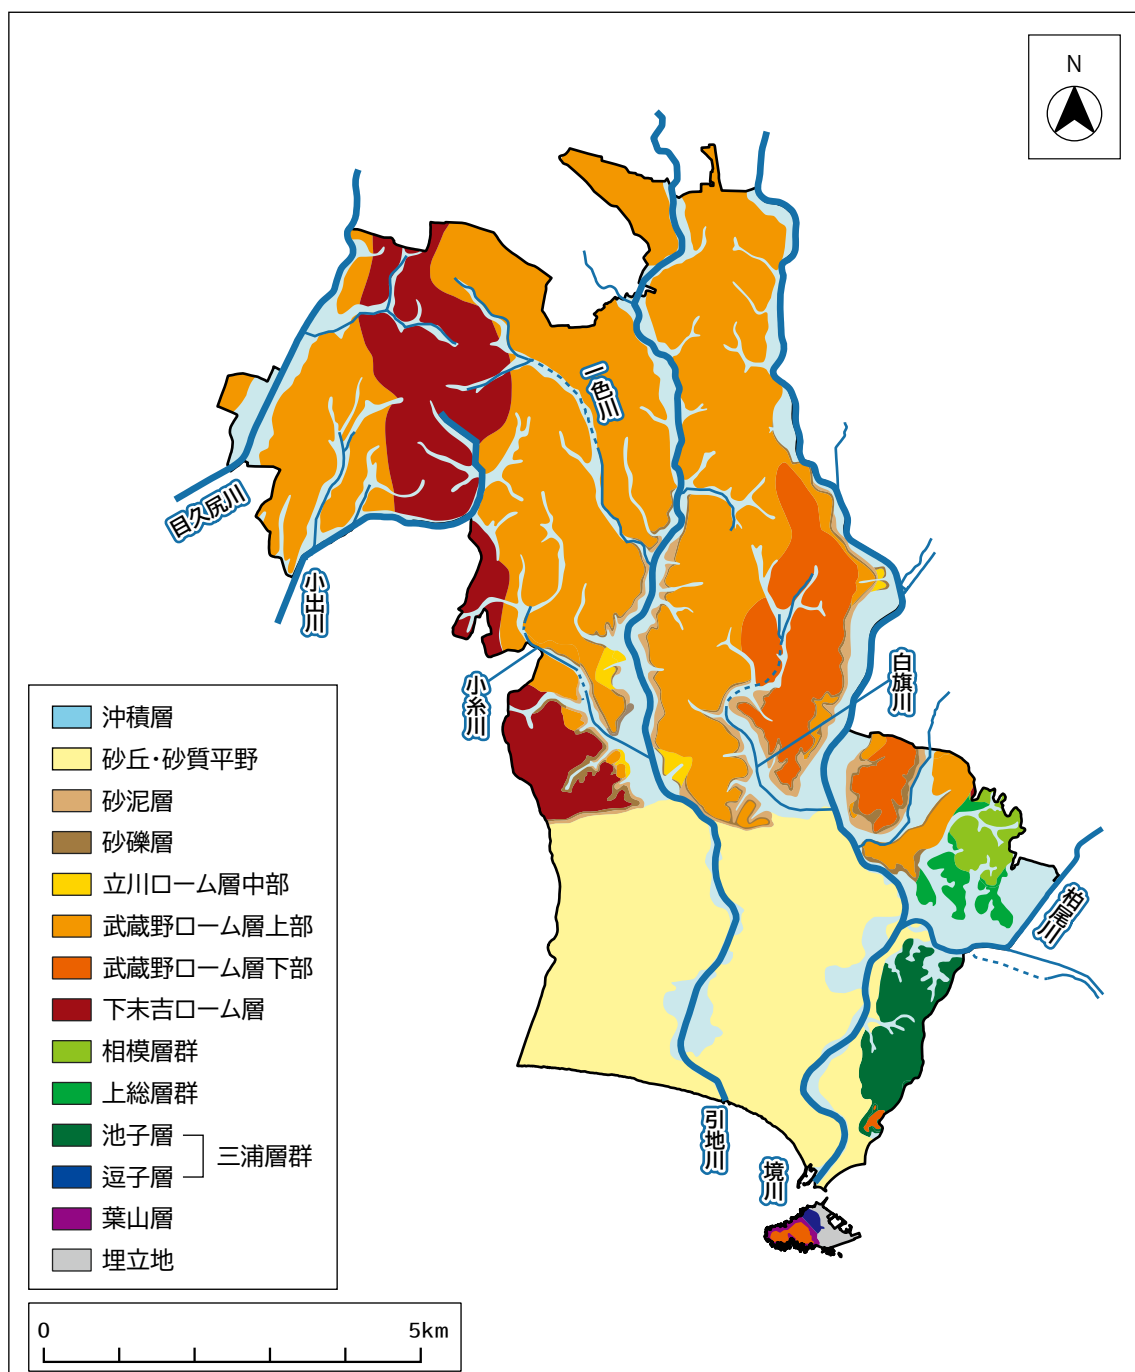 N
一色川
目久尻川
小出川
小糸川
白旗川
柏尾川
引地川
境川
沖積層
砂丘・砂質平野
砂泥層
砂礫層
立川ローム層中部
武蔵野ローム層上部
武蔵野ローム層下部
下末吉ローム層
相模層群
上総層群
池子層
三浦層群
逗子層
葉山層
埋立地
0 5km